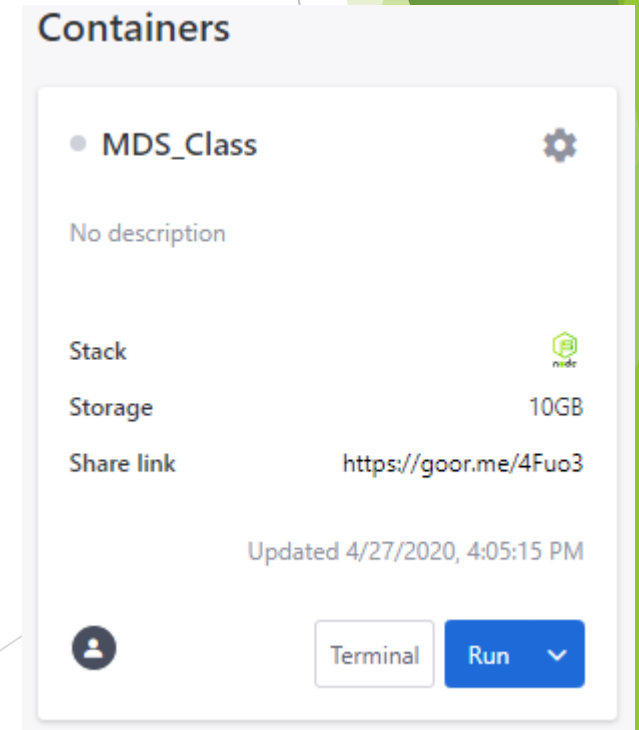 Containers
MDS_Class
No description
Stack
node
Storage 10GB
Share link https://goor.me/4Fuo3
Updated 4/27/2020, 4:05:15 PM
Terminal Run